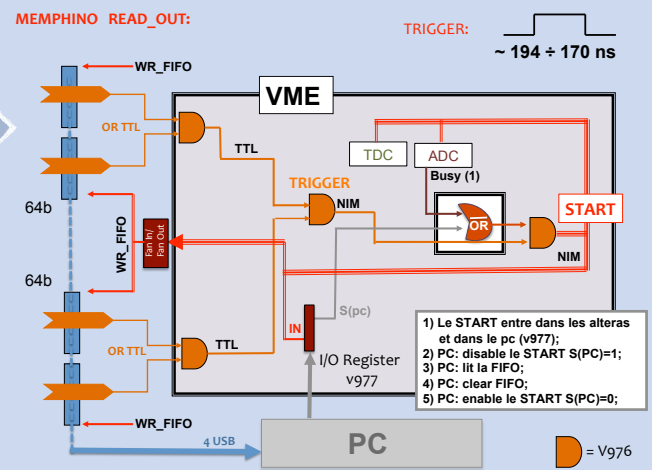 MEMPHINO READ_OUT:
TRIGGER:
~ 194 ÷ 170 ns
WR_FIFO
VME
OR TTL
TTL
TDC
ADC
Busy (1)
TRIGGER
NIM
OR
START
NIM
64b
WR_FIFO
Fan In/
Fan Out
64b
S(pc)
IN
TTL
OR TTL
I/O Register
v977
1) Le START entre dans les alteras
et dans le pc (v977);
2) PC: disable le START S(PC)=1;
3) PC: lit la FIFO;
4) PC: clear FIFO;
5) PC: enable le START S(PC)=0;
WR_FIFO
4 USB
PC
= V976